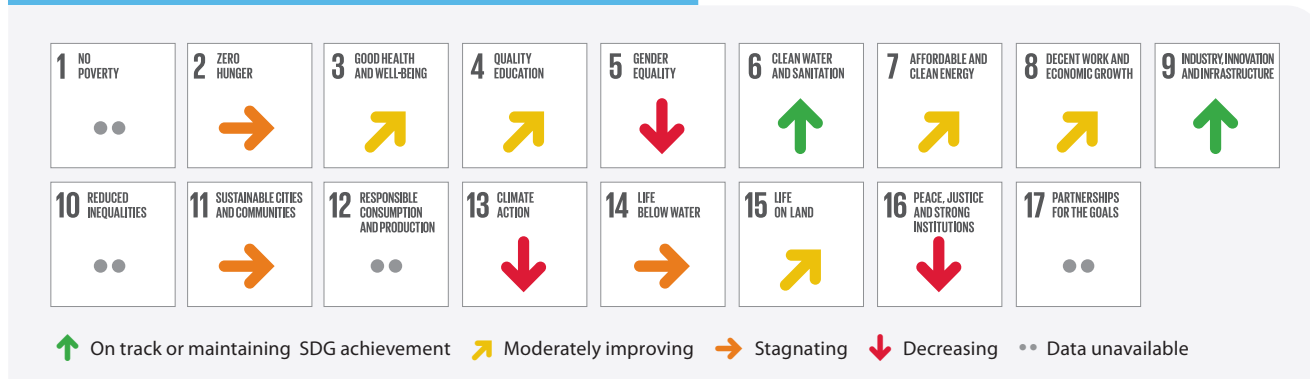 1 NO
POVERTY
2 ZERO
HUNGER
3 GOOD HEALTH
AND WELL-BEING
4 QUALITY
EDUCATION
5 GENDER
EQUALITY
6 CLEAN WATER
AND SANITATION
7 AFFORDABLE AND
CLEAN ENERGY
8 DECENT WORK AND
ECONOMIC GROWTH
9 INDUSTRY, INNOVATION
AND INFRASTRUCTURE
10 REDUCED
INEQUALITIES
11 SUSTAINABLE CITIES
AND COMMUNITIES
12 RESPONSIBLE
CONSUMPTION
AND PRODUCTION
13 CLIMATE
ACTION
14 LIFE
BELOW WATER
15 LIFE
ON LAND
16 PEACE, JUSTICE
AND STRONG
INSTITUTIONS
17 PARTNERSHIPS
FOR THE GOALS
On track or maintaining SDG achievement Moderately improving Stagnating Decreasing Data unavailable